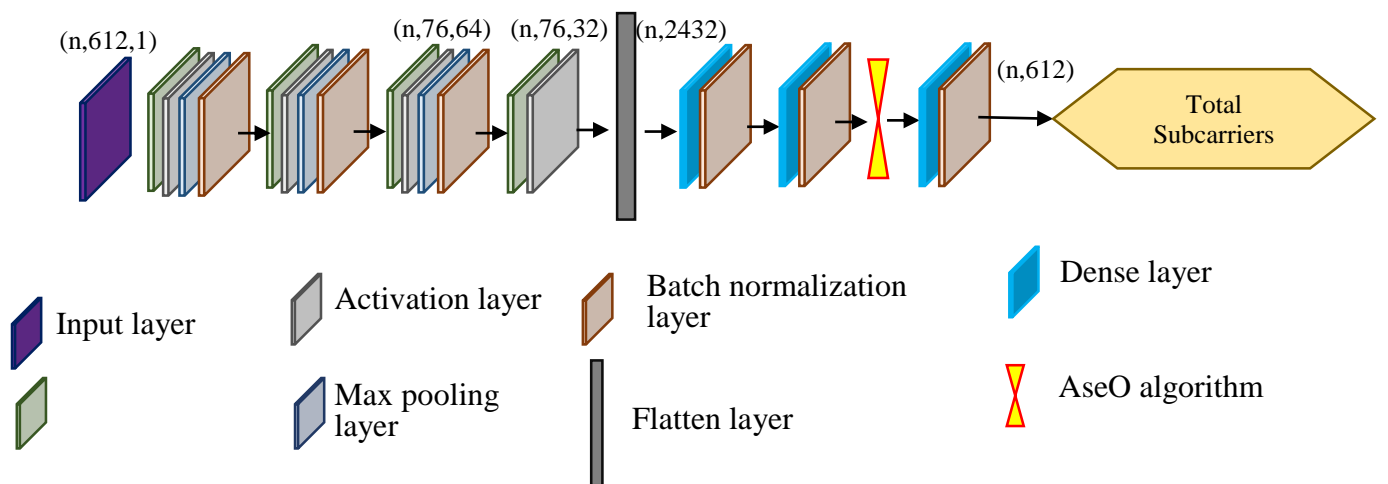 (n,612,1)
(n,76,64)
(n,76,32)
(n,2432)
(n,612)
Total
Subcarriers
Input layer
Activation layer
Max pooling
layer
Batch normalization
layer
Flatten layer
Dense layer
AseO algorithm